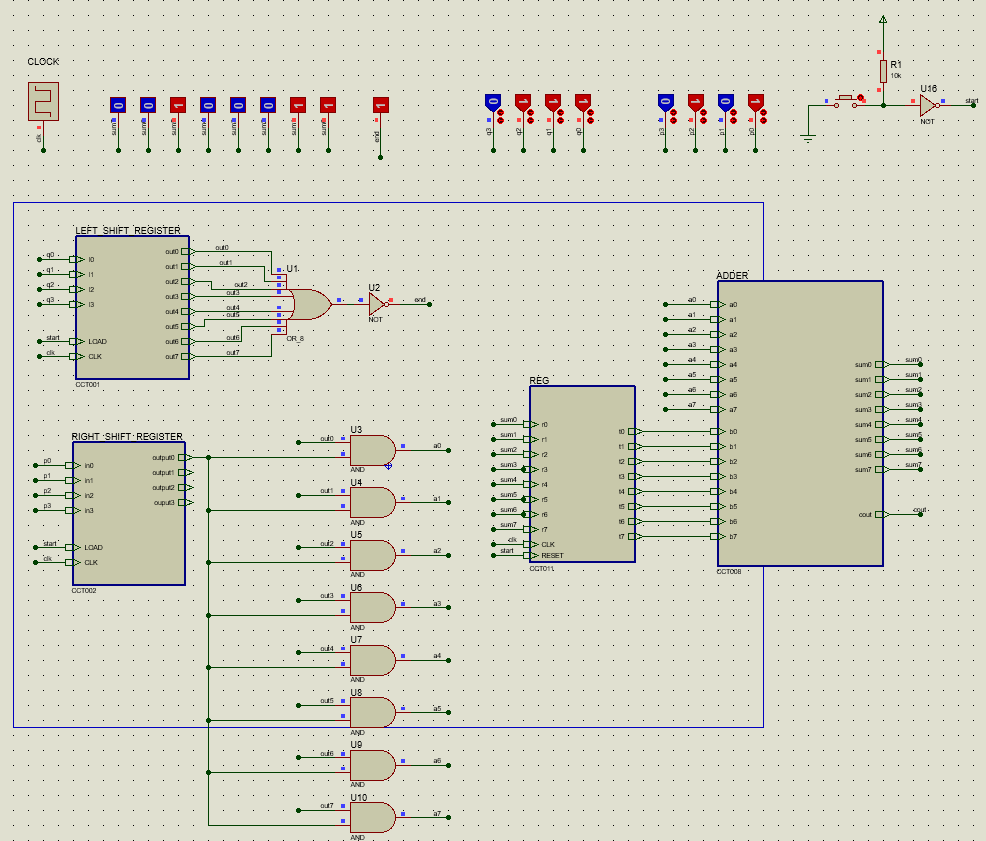 CLOCK
clk
0
0
1
0
0
0
1
1
1
end
0
1
1
1
q3
q2
q1
q0
0
1
0
1
p3
p2
p1
p0
R1
10k
U16
NOT
start
LEFT SHIFT REGISTER
q0
q1
q2
q3
start
clk
I0
I1
I2
I3
LOAD
CLK
out0
out1
out2
out3
out4
out5
out6
out7
CCT001
out0
out1
out2
out3
out4
out5
out6
out7
U1
OR_8
U2
NOT
end
RIGHT SHIFT REGISTER
p0
p1
p2
p3
start
clk
in0
in1
in2
in3
LOAD
CLK
output0
output1
output2
ouput3
CCT002
U3
out0
AND
a0
U4
out1
AND
a1
U5
out2
AND
a2
U6
out3
AND
a3
U7
out4
AND
a4
U8
out5
AND
a5
U9
out6
AND
a6
U10
out7
AND
a7
REG
sum0
sum1
sum2
sum3
sum4
sum5
sum6
sum7
clk
start
r0
r1
r2
r3
r4
r5
r6
r7
CLK
RESET
t0
t1
t2
t3
t4
t5
t6
t7
CCT011
ADDER
a0
a1
a2
a3
a4
a5
a6
a7
a0
a1
a2
a3
a4
a5
a6
a7
b0
b1
b2
b3
b4
b5
b6
b7
sum0
sum1
sum2
sum3
sum4
sum5
sum6
sum7
cout
sum0
sum1
sum2
sum3
sum4
sum5
sum6
sum7
cout
CCT008